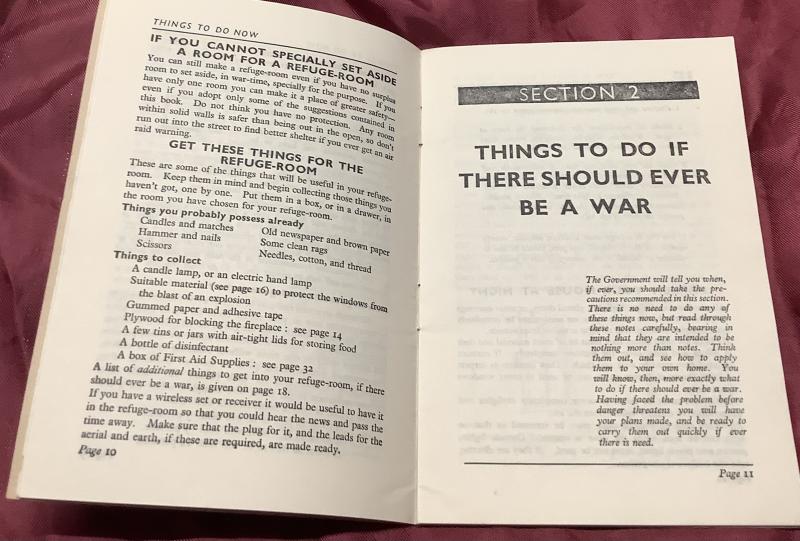 THINGS TO DO NOW
IF YOU CANNOT SPECIALLY SET ASIDE
A ROOM FOR A REFUGE-ROOM
You can still make a refuge-room even if you have no surplus
room to set aside, in war-time, specially for the purpose. If you
have only one room you can make it a place of greater safety—
even if you adopt only some of the suggestions contained in
this book. Do not think you have no protection. Any room
within solid walls is safer than being out in the open, so don't
run out into the street to find better shelter if you ever get an air
raid warning.
GET THESE THINGS FOR THE
REFUGE-ROOM
These are some of the things that will be useful in your refuge-
room. Keep them in mind and begin collecting those things you
haven't got, one by one. Put them in a box, or in a drawer, in
the room you have chosen for your refuge-room.
Things you probably possess already
Candles and matches
Hammer and nails
Scissors
Old newspaper and brown paper
Some clean rags
Needles, cotton, and thread
Things to collect
A candle lamp, or an electric hand lamp
Suitable material (see page 16) to protect the windows from
the blast of an explosion
Gummed paper and adhesive tape
Plywood for blocking the fireplace : see page 14
A few tins or jars with air-tight lids for storing food
A bottle of disinfectant
A box of First Aid Supplies : see page 32
A list of additional things to get into your refuge-room, if there
should ever be a war, is given on page 18.
If you have a wireless set or receiver it would be useful to have it
in the refuge-room so that you could hear the news and pass the
time away. Make sure that the plug for it, and the leads for the
aerial and earth, if these are required, are made ready.
Page 10
SECTION 2
THINGS TO DO IF
THERE SHOULD EVER
BE A WAR
The Government will tell you when,
if ever, you should take the pre-
cautions recommended in this section.
There is no need to do any of
these things now, but read through
these notes carefully, bearing in
mind that they are intended to be
nothing more than notes. Think
them out, and see how to apply
them to your own home. You
will know, then, more exactly what
to do if there should ever be a war.
Having faced the problem before
danger threatens you will have
your plans made, and be ready to
carry them out quickly if ever
there is need.
Page 11